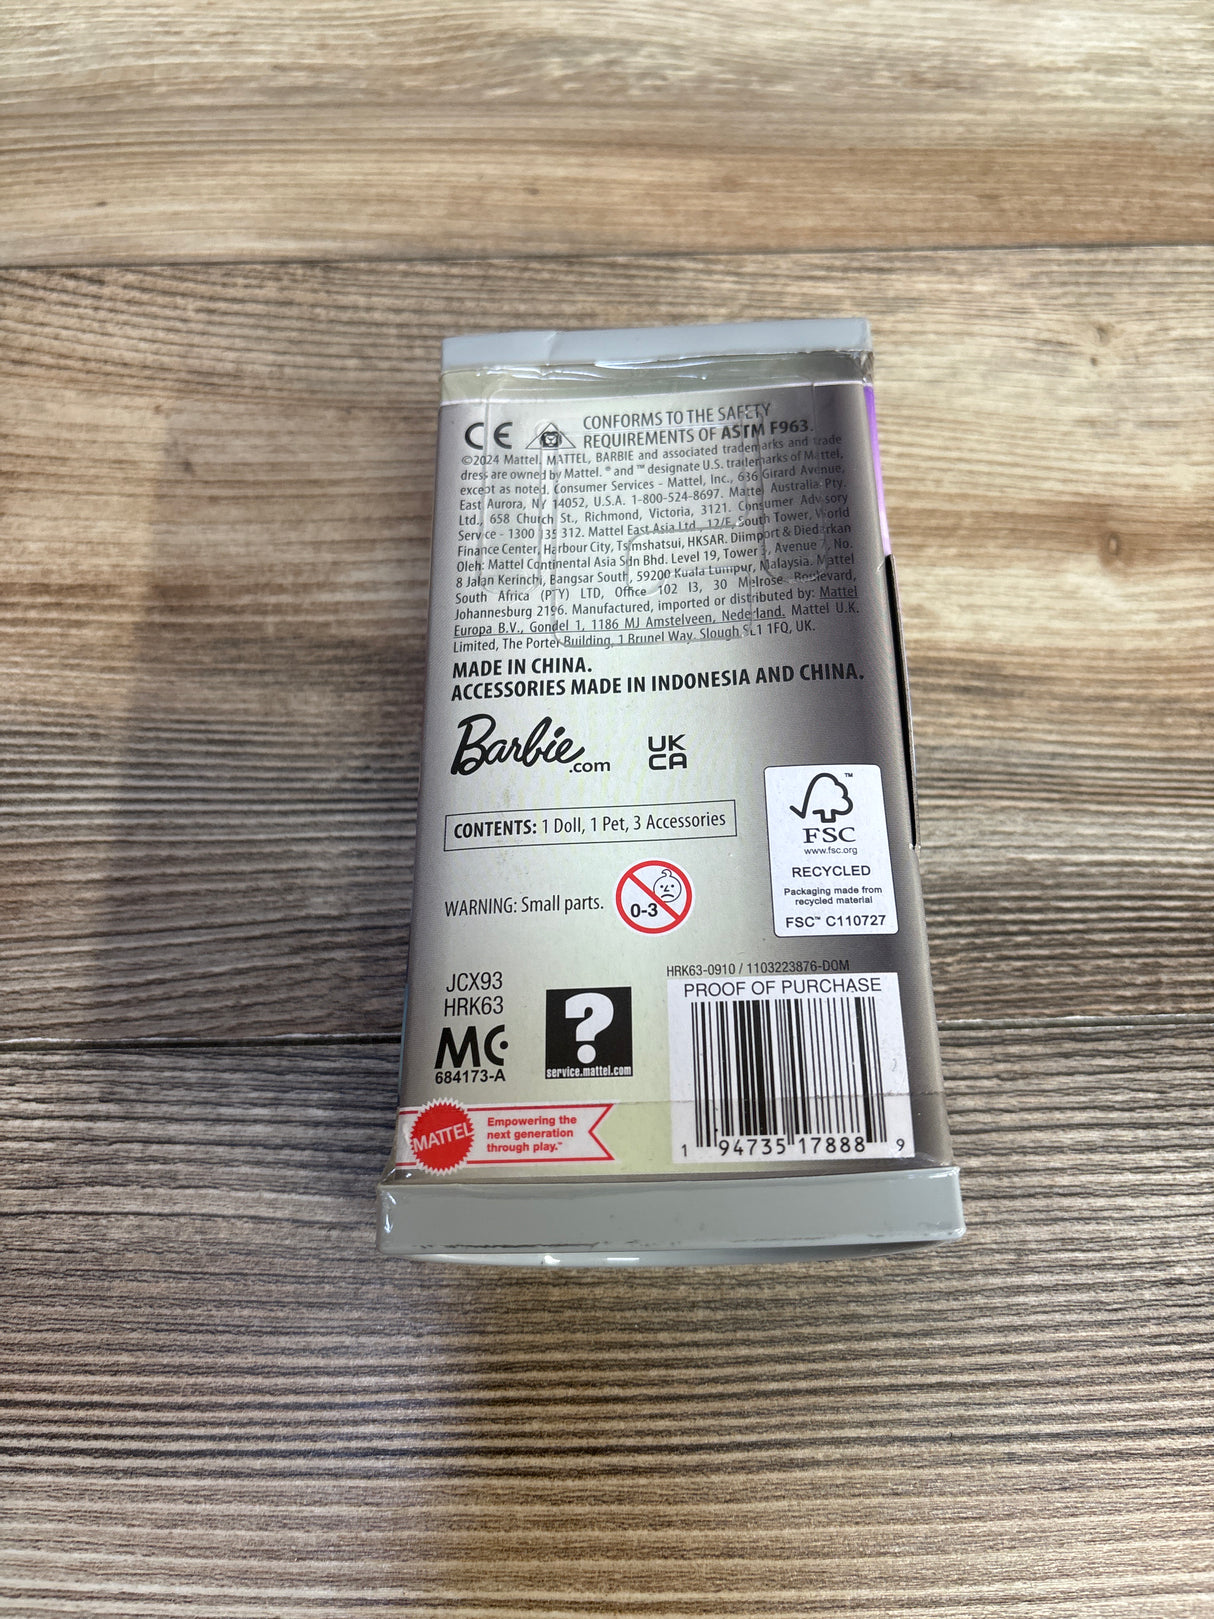 CE
CONFORMS TO THE SAFETY
REQUIREMENTS OF ASTM F963.
©2024 Mattel. MATTEL, BARBIE and associated trademarks and trade
dress are owned by Mattel. ® and ™ designate U.S. trademarks of Mattel,
except as noted. Consumer Services - Mattel, Inc., 636 Girard Avenue,
East Aurora, NY 14052, U.S.A. 1-800-524-8697. Mattel Australia Pty.
Ltd., 658 Church St., Richmond, Victoria, 3121. Consumer Advisory
Service - 1300 135 312. Mattel East Asia Ltd., 12/F, South Tower, World
Finance Center, Harbour City, Tsimshatsui, HKSAR. Diimport & Diedarkan
Oleh: Mattel Continental Asia Sdn Bhd. Level 19, Tower 3, Avenue 7, No.
8 Jalan Kerinchi, Bangsar South, 59200 Kuala Lumpur, Malaysia. Mattel
South Africa (PTY) LTD, Office 102 I3, 30 Melrose Boulevard,
Johannesburg 2196. Manufactured, imported or distributed by: Mattel
Europa B.V., Gondel 1, 1186 MJ Amstelveen, Nederland. Mattel U.K.
Limited, The Porter Building, 1 Brunel Way, Slough SL1 1FQ, UK.
MADE IN CHINA.
ACCESSORIES MADE IN INDONESIA AND CHINA.
Barbie.com
UK
CA
CONTENTS: 1 Doll, 1 Pet, 3 Accessories
FSC
www.fsc.org
RECYCLED
Packaging made from
recycled material
FSC™ C110727
WARNING: Small parts.
0-3
JCX93
HRK63
MC
684173-A
?
service.mattel.com
HRK63-0910 / 1103223876-DOM
PROOF OF PURCHASE
1 94735 17888 9
MATTEL
Empowering the
next generation
through play.™